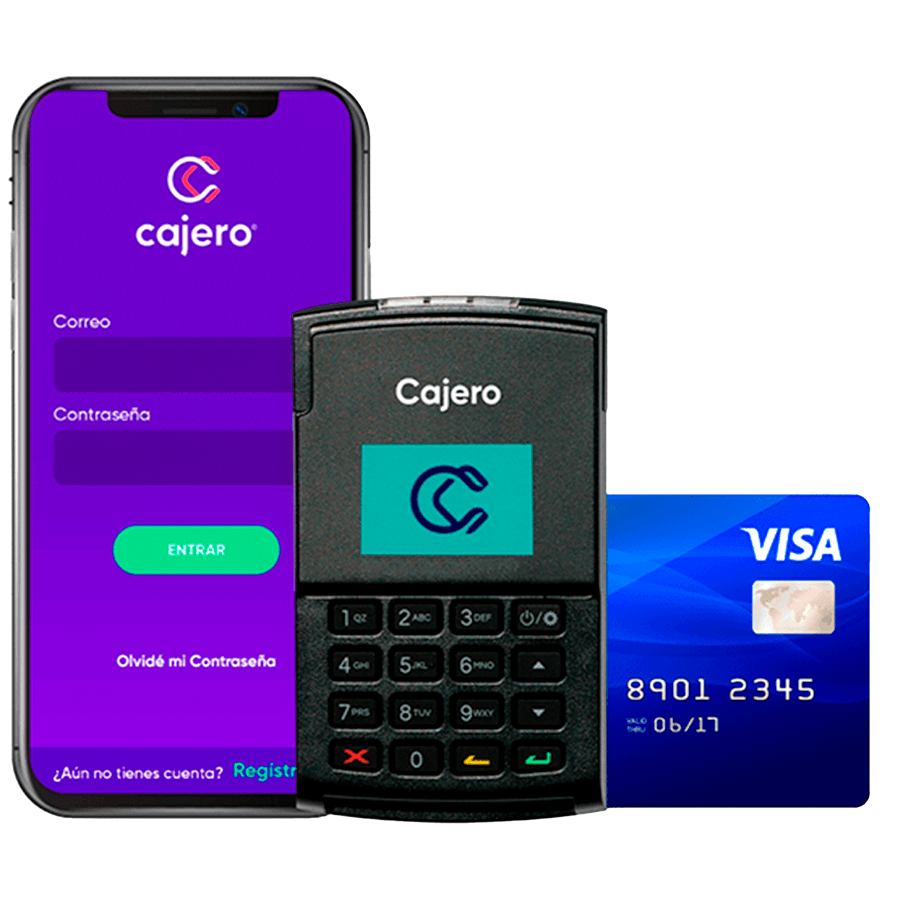 cajero
Correo
Contraseña
ENTRAR
Olvidé mi Contraseña
¿Aún no tienes cuenta? Regístr
Cajero
1 QZ 2 ABC 3 DEF
4 GHI 5 JKL 6 MNO
7 PRS 8 TUV 9 WXY
0
VISA
8901 2345
VALID
THRU 06/17